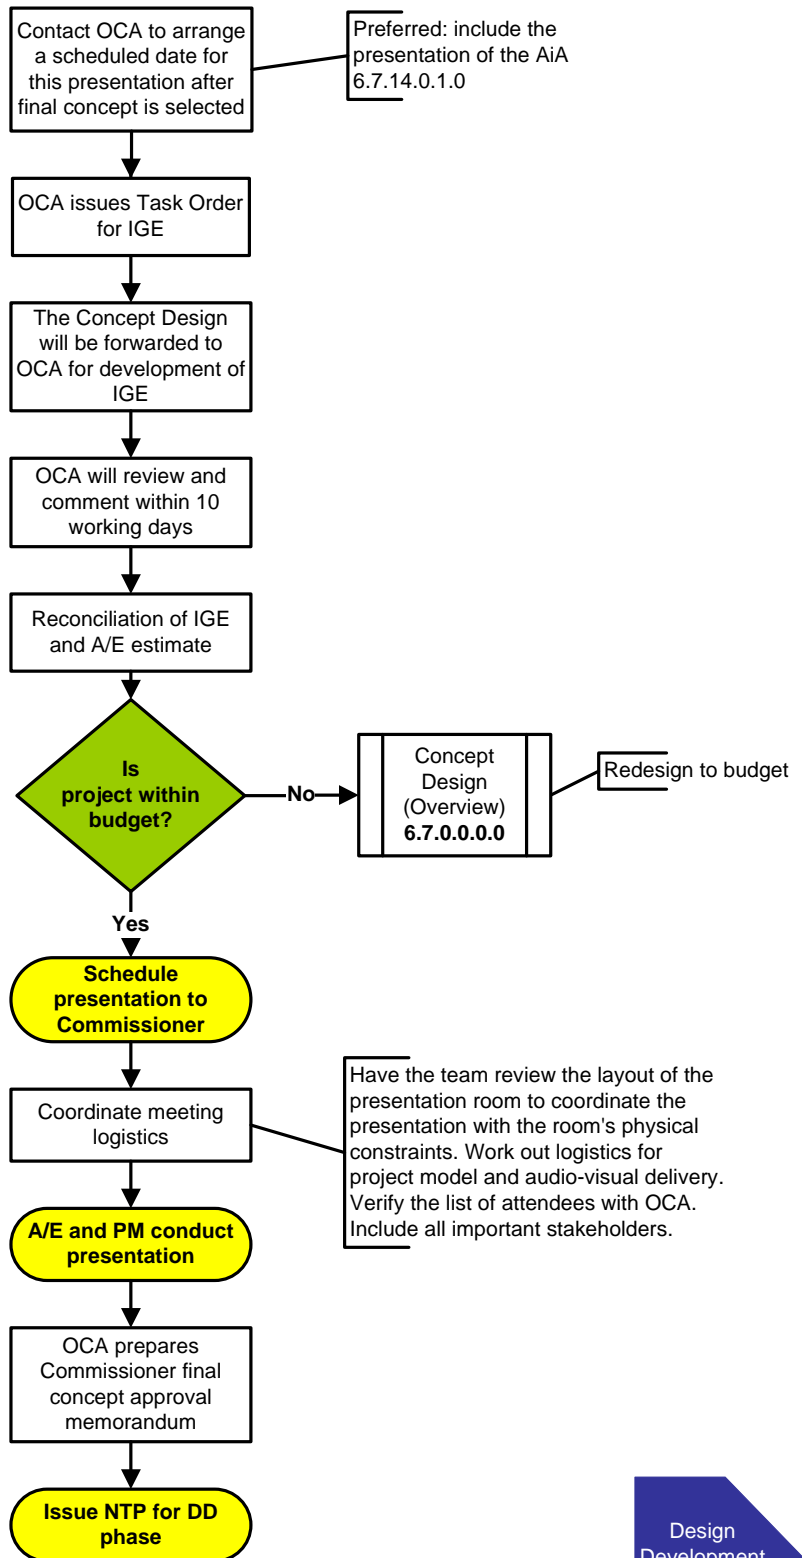 Contact OCA to arrange
a scheduled date for
this presentation after
final concept is selected
Preferred: include the
presentation of the AiA
6.7.14.0.1.0
OCA issues Task Order
for IGE
The Concept Design
will be forwarded to
OCA for development of
IGE
OCA will review and
comment within 10
working days
Reconciliation of IGE
and A/E estimate
Is
project within
budget?
No
Concept
Design
(Overview)
6.7.0.0.0.0
Redesign to budget
Yes
Schedule
presentation to
Commissioner
Coordinate meeting
logistics
Have the team review the layout of the
presentation room to coordinate the
presentation with the room's physical
constraints. Work out logistics for
project model and audio-visual delivery.
Verify the list of attendees with OCA.
Include all important stakeholders.
A/E and PM conduct
presentation
OCA prepares
Commissioner final
concept approval
memorandum
Issue NTP for DD
phase
Design
Development